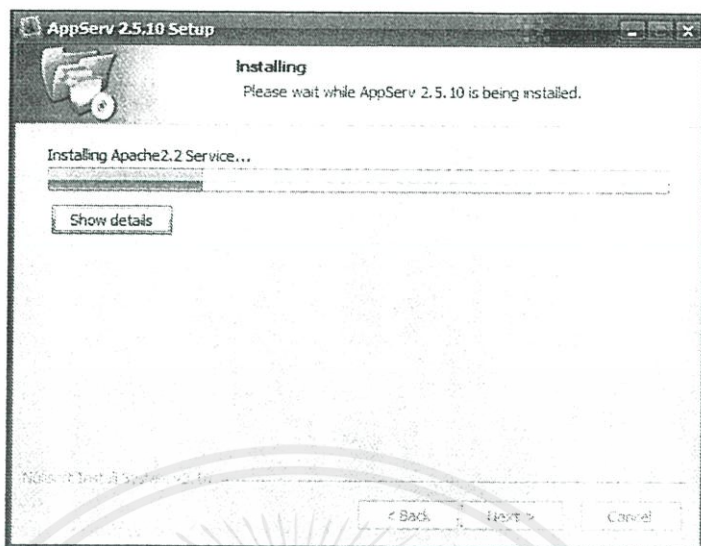 AppServ 2.5.10 Setup
Installing
Please wait while AppServ 2.5.10 is being installed.
Installing Apache2.2 Service...
Show details
< Back
Next >
Cancel